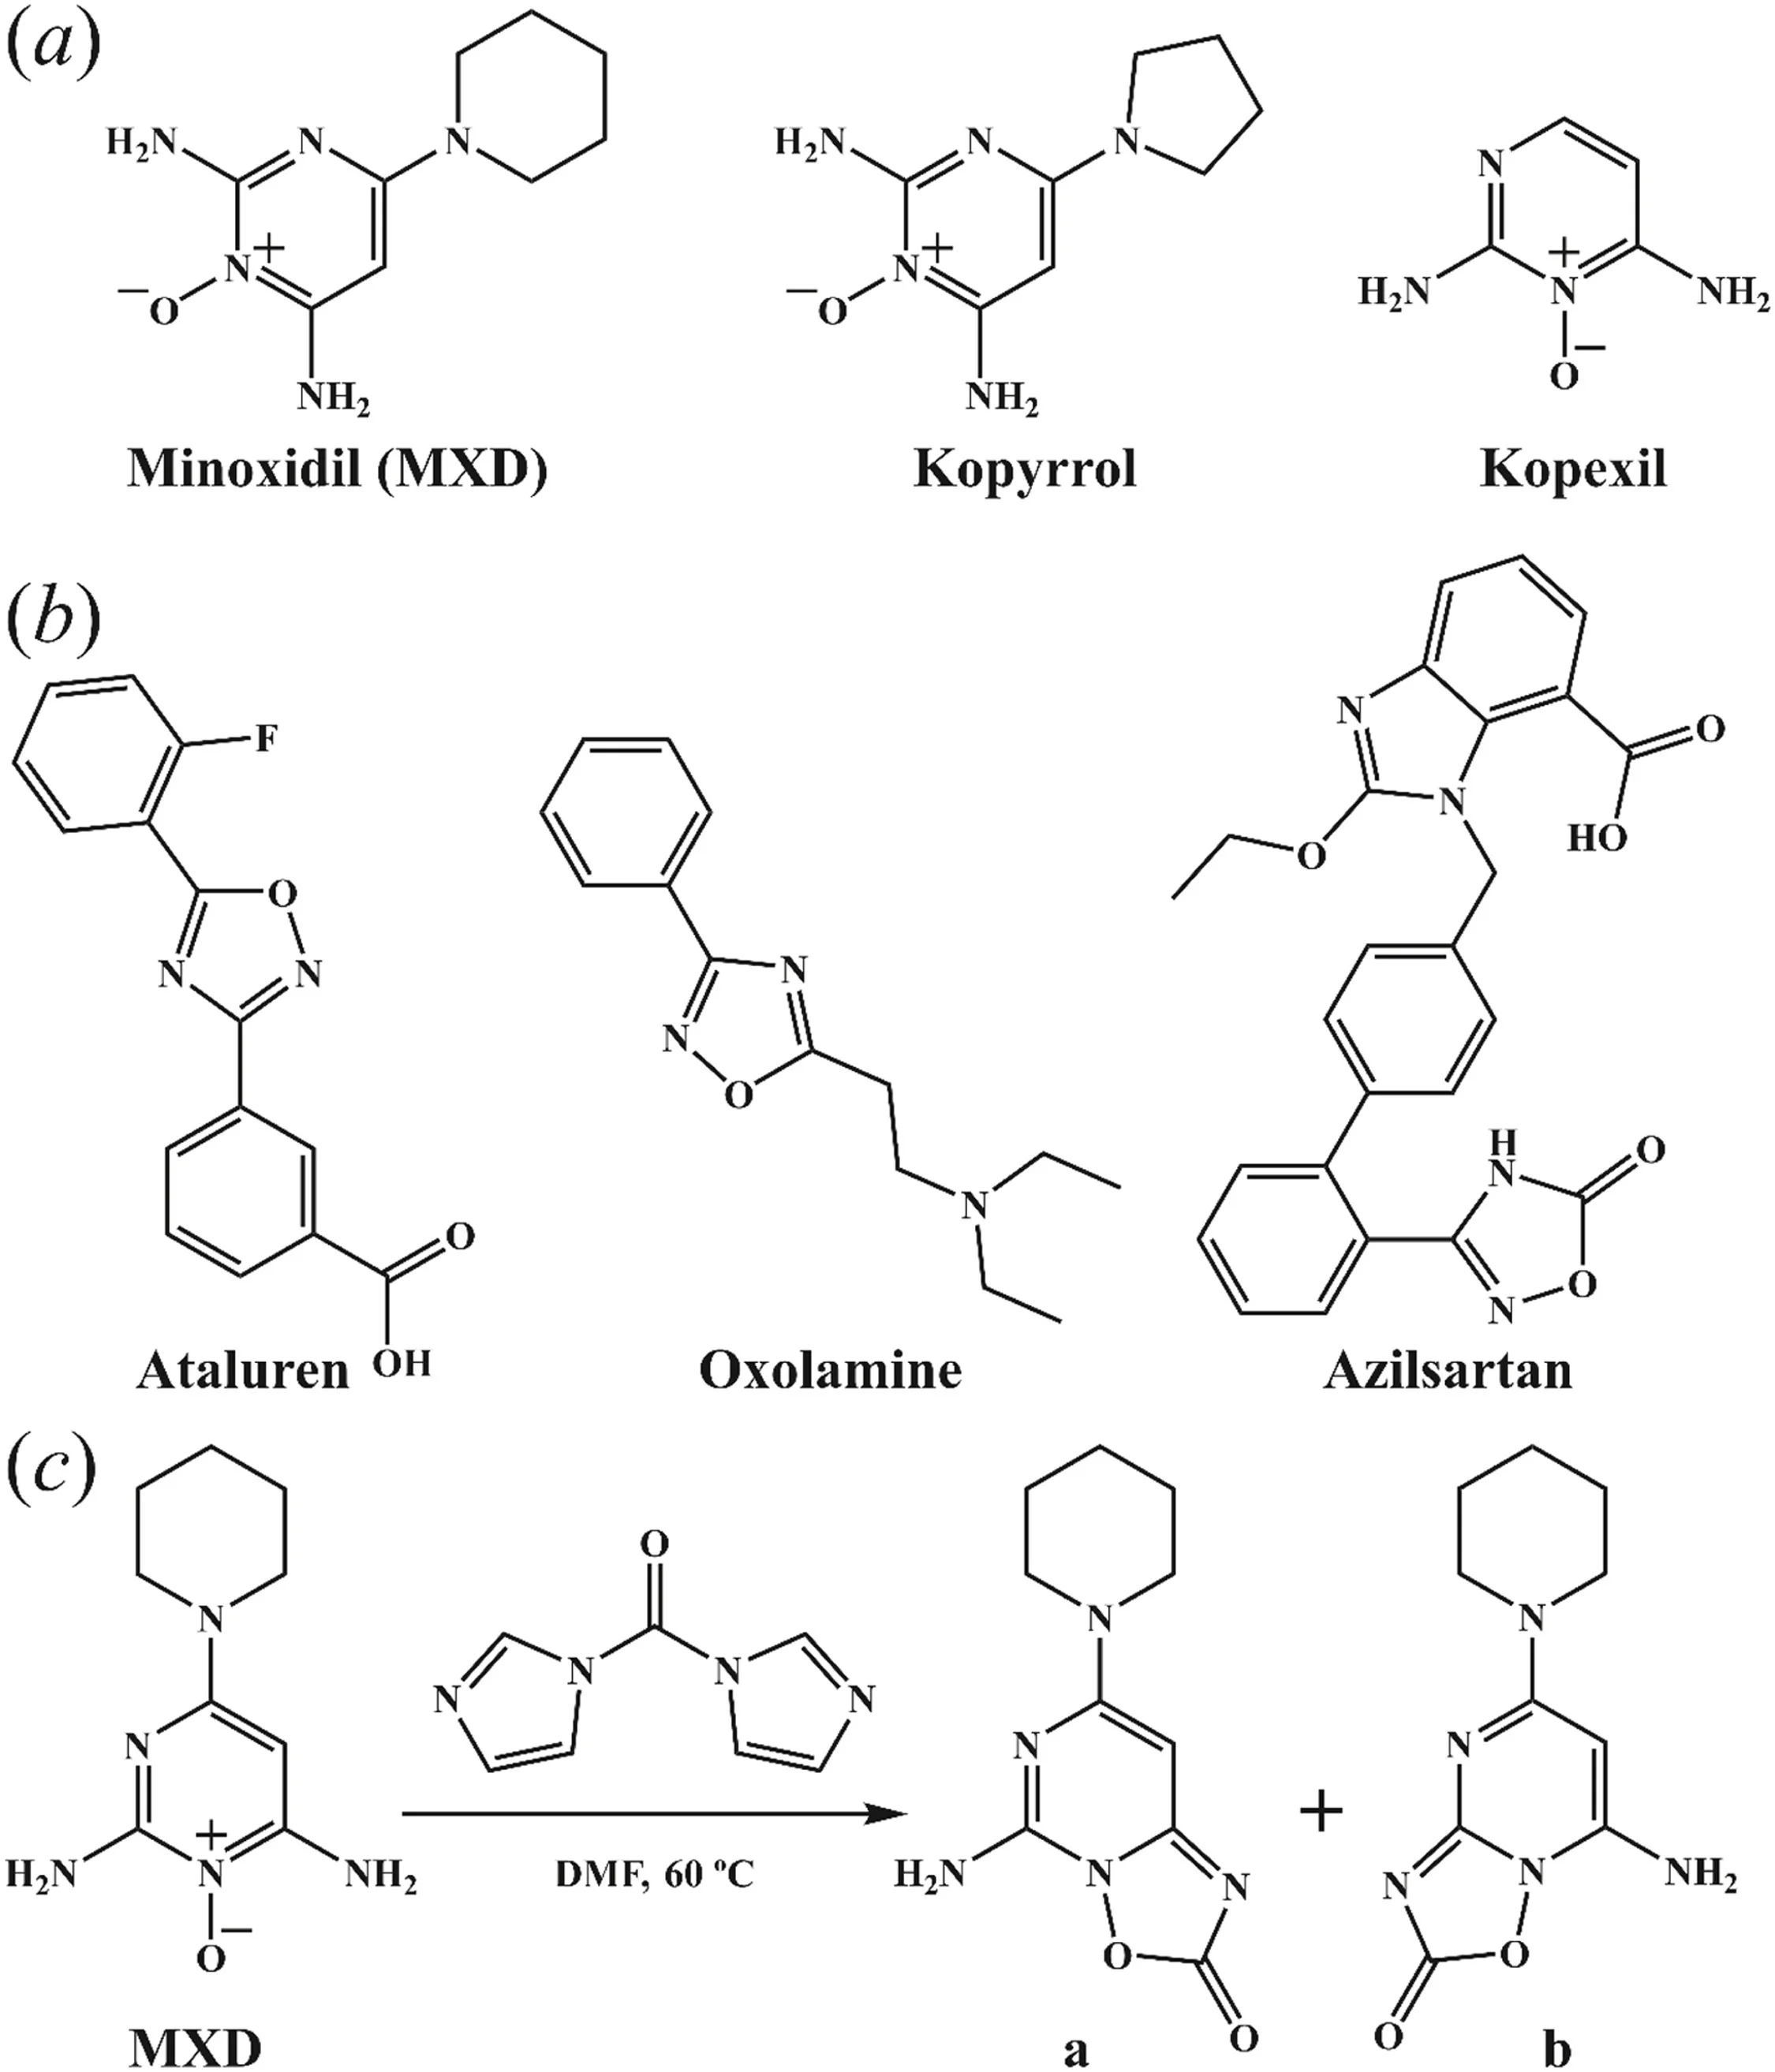 (a)
H2N N N
N + − O
NH2
Minoxidil (MXD)
H2N N N
N + − O
NH2
Kopyrrol
N
H2N N + NH2
O −
Kopexil
(b)
F
O
N N
O
OH
Ataluren
N
N
O
N
Oxolamine
N
N
O
O
HO
H
N
O
O
N
Azilsartan
(c)
N
N
H2N N + NH2
O −
MXD
O
N N
N N
DMF, 60 ºC
N
N
H2N N N
O
O
a
+
N
N
N N NH2
O
O
b